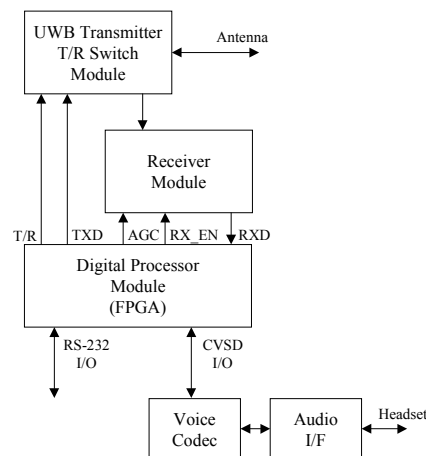 UWB Transmitter
T/R Switch
Module
Antenna
Receiver
Module
T/R
TXD
AGC
RX_EN
RXD
Digital Processor
Module
(FPGA)
RS-232
I/O
CVSD
I/O
Voice
Codec
Audio
I/F
Headset